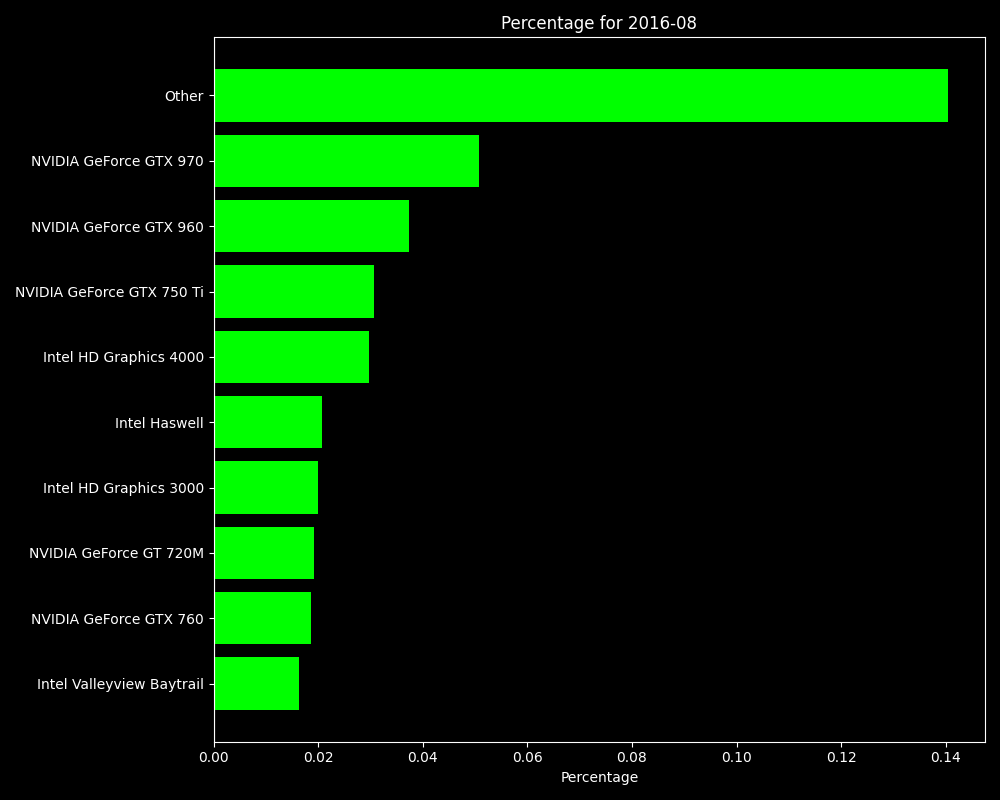 Percentage for 2016-08
Other
NVIDIA GeForce GTX 970
NVIDIA GeForce GTX 960
NVIDIA GeForce GTX 750 Ti
Intel HD Graphics 4000
Intel Haswell
Intel HD Graphics 3000
NVIDIA GeForce GT 720M
NVIDIA GeForce GTX 760
Intel Valleyview Baytrail
0.00 0.02 0.04 0.06 0.08 0.10 0.12 0.14
Percentage